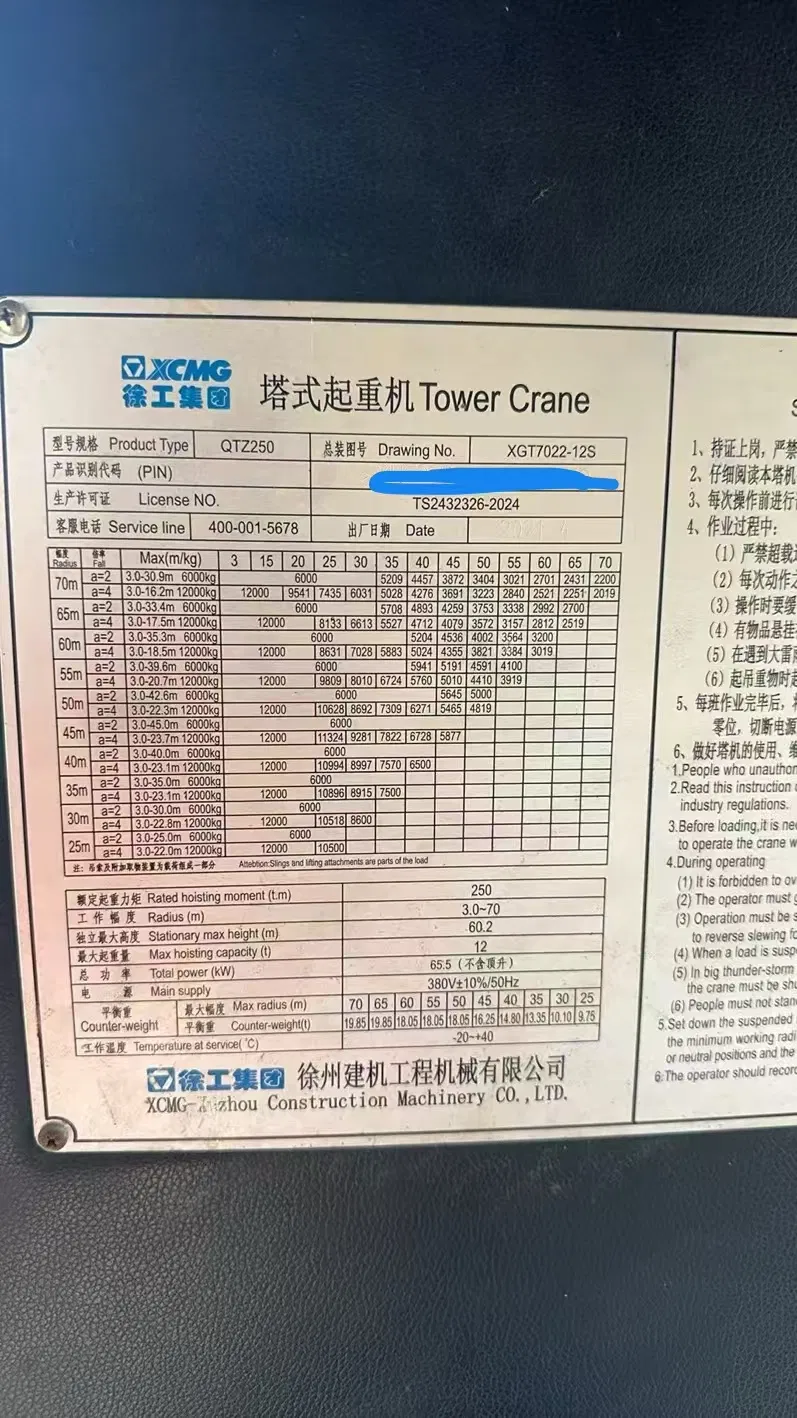 XCMG
徐工集团
塔式起重机 Tower Crane
型号规格 Product Type QTZ250 总装图号 Drawing No. XGT7022-12S
产品识别代码 (PIN)
生产许可证 License NO. TS2432326-2024
客服电话 Service line 400-001-5678 出厂日期 Date
幅度 Radius 倍率 Fall Max(m/kg) 3 15 20 25 30 35 40 45 50 55 60 65 70
70m a=2 3.0-30.9m 6000kg 6000 5209 4457 3872 3404 3021 2701 2431 2200
a=4 3.0-16.2m 12000kg 12000 9541 7435 6031 5028 4276 3691 3223 2840 2521 2251 2019
65m a=2 3.0-33.4m 6000kg 6000 5708 4893 4259 3753 3338 2992 2700
a=4 3.0-17.5m 12000kg 12000 8133 6613 5527 4712 4079 3572 3157 2812 2519
60m a=2 3.0-35.3m 6000kg 6000 5204 4536 4002 3564 3200
a=4 3.0-18.5m 12000kg 12000 8631 7028 5883 5024 4355 3821 3384 3019
55m a=2 3.0-39.6m 6000kg 6000 5941 5191 4591 4100
a=4 3.0-20.7m 12000kg 12000 9809 8010 6724 5760 5010 4410 3919
50m a=2 3.0-42.6m 6000kg 6000 5645 5000
a=4 3.0-22.3m 12000kg 12000 10628 8692 7309 6271 5465 4819
45m a=2 3.0-45.0m 6000kg 6000
a=4 3.0-23.7m 12000kg 12000 11324 9281 7822 6728 5877
40m a=2 3.0-40.0m 6000kg 6000
a=4 3.0-23.1m 12000kg 12000 10994 8997 7570 6500
35m a=2 3.0-35.0m 6000kg 6000
a=4 3.0-23.1m 12000kg 12000 10896 8915 7500
30m a=2 3.0-30.0m 6000kg 6000
a=4 3.0-22.8m 12000kg 12000 10518 8600
25m a=2 3.0-25.0m 6000kg 6000
a=4 3.0-22.0m 12000kg 12000 10500
注：吊索及附加取物装置为载荷组成一部分 Attebtion:Slings and lifting attachments are parts of the load
额定起重力矩 Rated hoisting moment (t.m) 250
工作幅度 Radius (m) 3.0~70
独立最大高度 Stationary max height (m) 60.2
最大起重量 Max hoisting capacity (t) 12
总功率 Total power (kW) 65.5 (不含顶升)
电源 Main supply 380V±10%/50Hz
平衡重 Counter-weight 最大幅度 Max radius (m) 70 65 60 55 50 45 40 35 30 25
平衡重 Counter-weight(t) 19.85 19.85 18.05 18.05 18.05 16.25 14.80 13.35 10.10 9.75
工作温度 Temperature at service(℃) -20~+40
徐工集团 徐州建机工程机械有限公司
XCMG-Xuzhou Construction Machinery CO.,LTD.
1、持证上岗，严禁
2、仔细阅读本塔机
3、每次操作前进行
4、作业过程中：
(1) 严禁超载
(2) 每次动作
(3) 操作时要缓
(4) 有物品悬挂
(5) 在遇到大雷
(6) 起吊重物时
5、每班作业完毕后，
零位，切断电源
6、做好塔机的使用、
1.People who unauthor
2.Read this instruction
industry regulations.
3.Before loading,it is ne
to operate the crane w
4.During operating
(1) It is forbidden to ov
(2) The operator must
(3) Operation must be s
to reverse slewing fo
(4) When a load is susp
(5) In big thunder-storm
the crane must be sh
(6) People must not stan
5.Set down the suspended
the minimum working radi
or neutral positions and the
6.The operator should recor